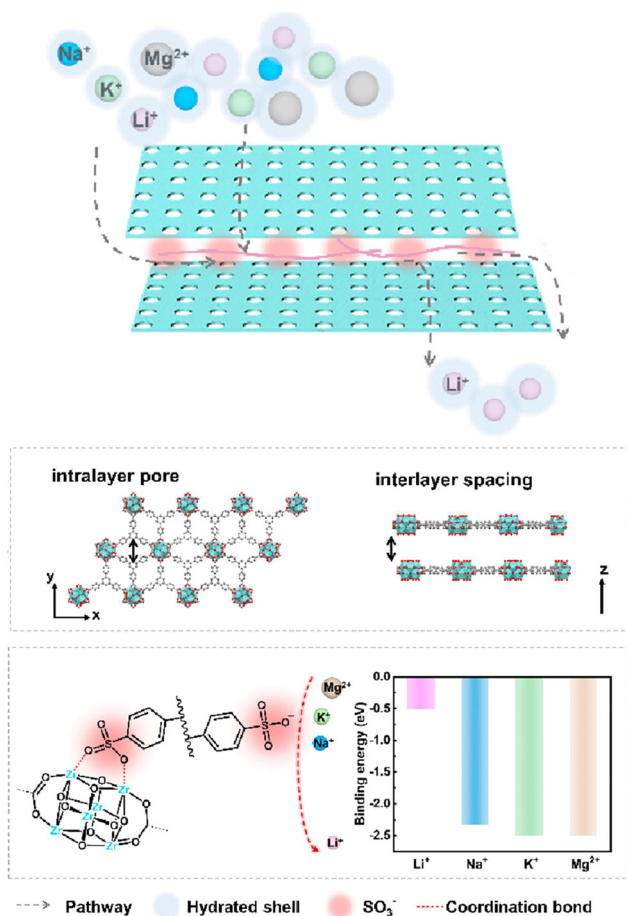 Na⁺
Mg²⁺
K⁺
Li⁺
Li⁺
intralayer pore
interlayer spacing
y
x
z
O
S
O
O
O
S
O
O⁻
Zr
Zr
Zr
Zr
Zr
O
O
O
O
O
O
O
O
Mg²⁺
K⁺
Na⁺
Li⁺
Binding energy (eV)
0.0
-0.5
-1.0
-1.5
-2.0
-2.5
Li⁺
Na⁺
K⁺
Mg²⁺
Pathway
Hydrated shell
SO₃⁻
Coordination bond